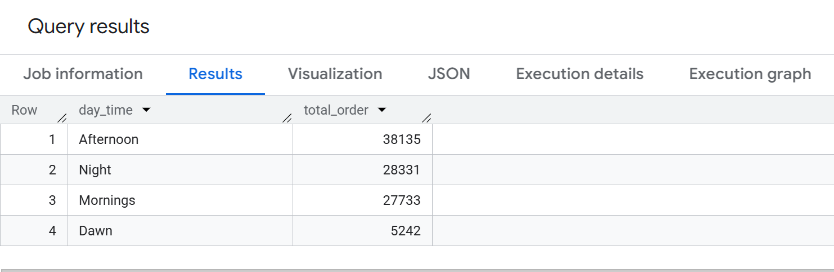 Query results
Job information Results Visualization JSON Execution details Execution graph
Row day_time total_order
1 Afternoon 38135
2 Night 28331
3 Mornings 27733
4 Dawn 5242